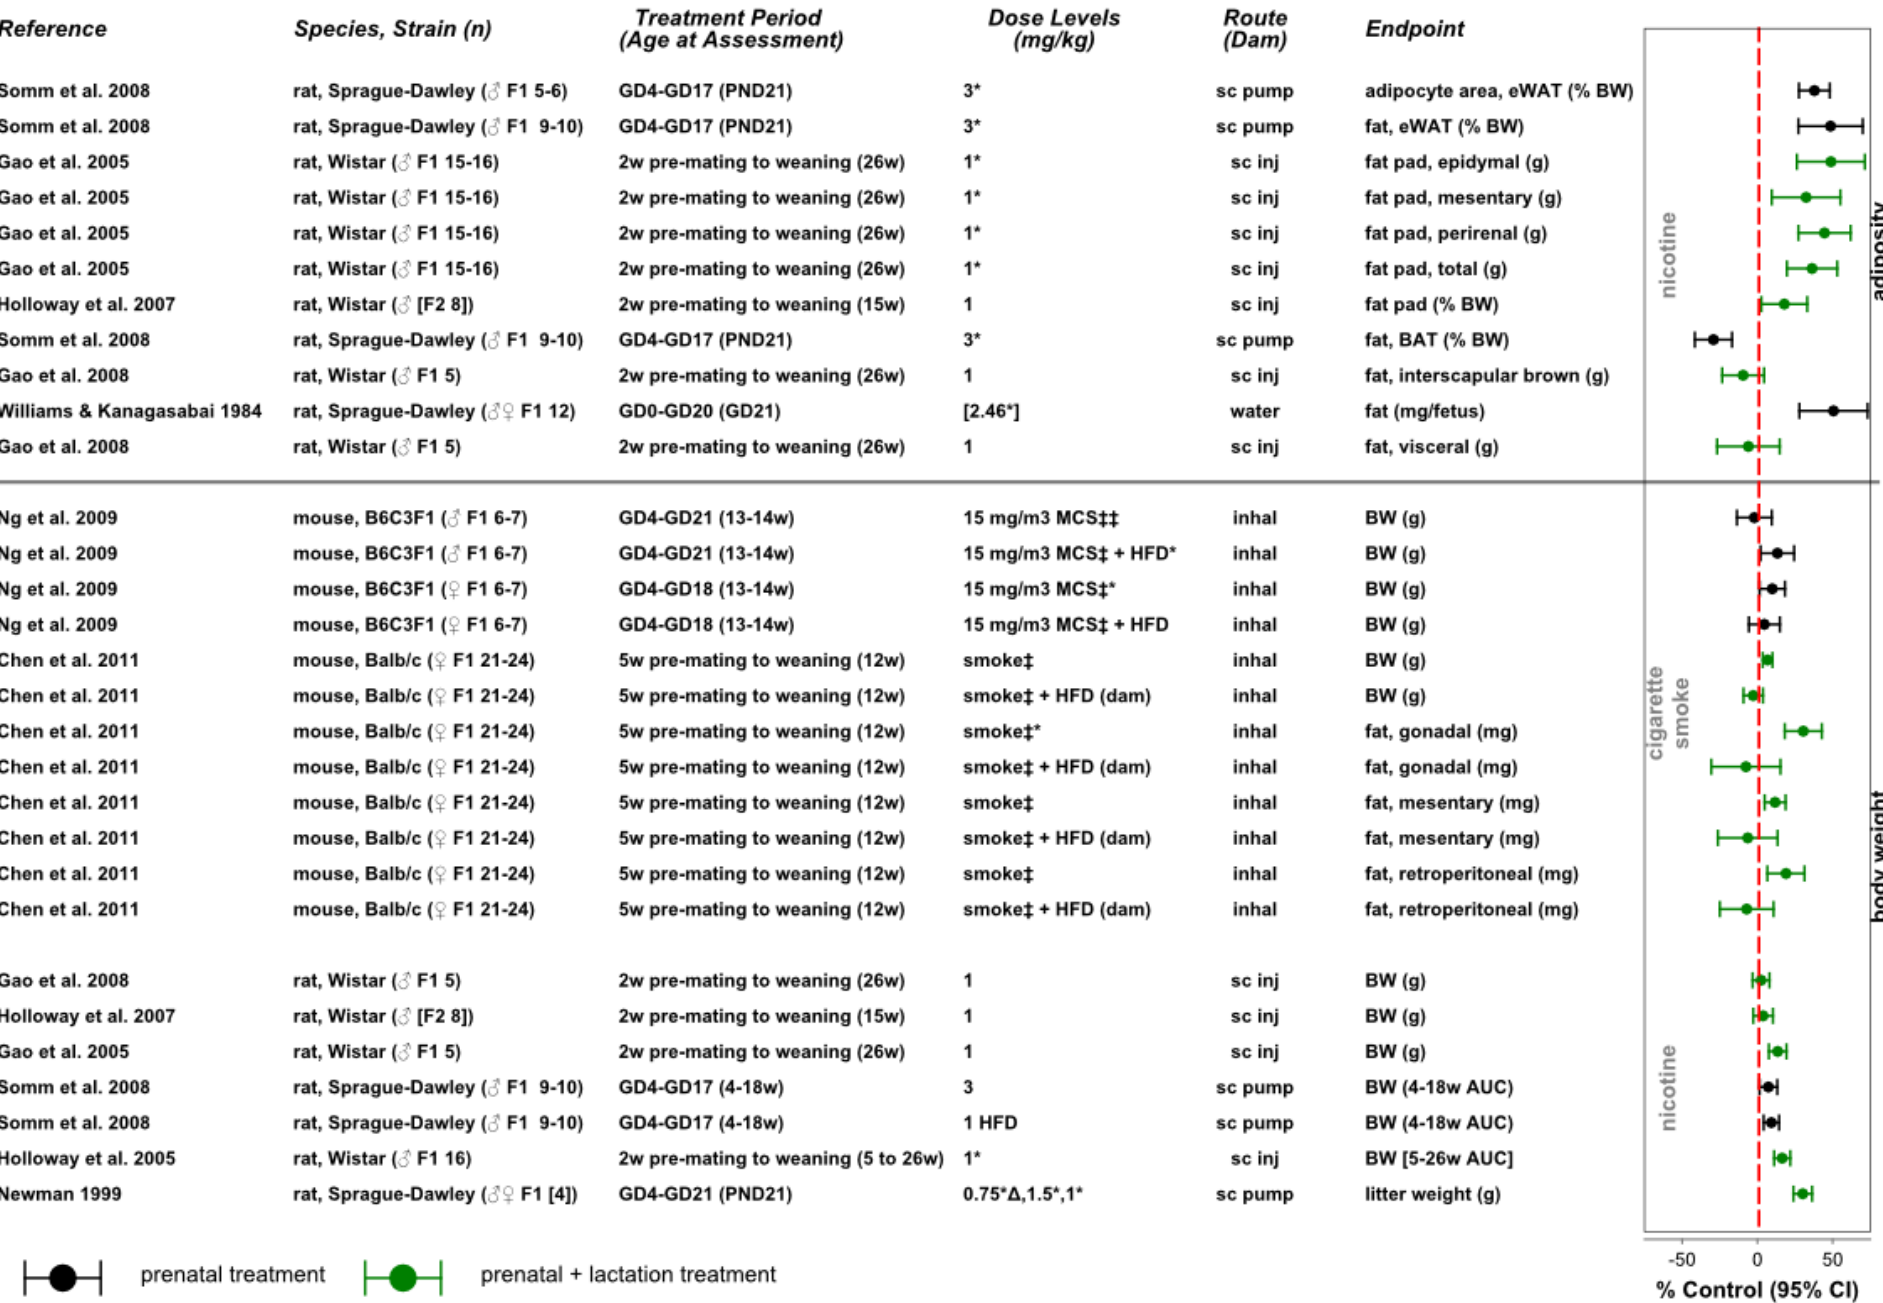 Reference Species, Strain (n) Treatment Period (Age at Assessment) Dose Levels (mg/kg) Route (Dam) Endpoint
Somm et al. 2008 rat, Sprague-Dawley (♂ F1 5-6) GD4-GD17 (PND21) 3* sc pump adipocyte area, eWAT (% BW)
Somm et al. 2008 rat, Sprague-Dawley (♂ F1 9-10) GD4-GD17 (PND21) 3* sc pump fat, eWAT (% BW)
Gao et al. 2005 rat, Wistar (♂ F1 15-16) 2w pre-mating to weaning (26w) 1* sc inj fat pad, epidymal (g)
Gao et al. 2005 rat, Wistar (♂ F1 15-16) 2w pre-mating to weaning (26w) 1* sc inj fat pad, mesentary (g)
Gao et al. 2005 rat, Wistar (♂ F1 15-16) 2w pre-mating to weaning (26w) 1* sc inj fat pad, perirenal (g)
Gao et al. 2005 rat, Wistar (♂ F1 15-16) 2w pre-mating to weaning (26w) 1* sc inj fat pad, total (g)
Holloway et al. 2007 rat, Wistar (♂ [F2 8]) 2w pre-mating to weaning (15w) 1 sc inj fat pad (% BW)
Somm et al. 2008 rat, Sprague-Dawley (♂ F1 9-10) GD4-GD17 (PND21) 3* sc pump fat, BAT (% BW)
Gao et al. 2008 rat, Wistar (♂ F1 5) 2w pre-mating to weaning (26w) 1 sc inj fat, interscapular brown (g)
Williams & Kanagasabai 1984 rat, Sprague-Dawley (♂♀ F1 12) GD0-GD20 (GD21) [2.46*] water fat (mg/fetus)
Gao et al. 2008 rat, Wistar (♂ F1 5) 2w pre-mating to weaning (26w) 1 sc inj fat, visceral (g)
nicotine
adiposity
Ng et al. 2009 mouse, B6C3F1 (♂ F1 6-7) GD4-GD21 (13-14w) 15 mg/m3 MCS‡‡ inhal BW (g)
Ng et al. 2009 mouse, B6C3F1 (♂ F1 6-7) GD4-GD21 (13-14w) 15 mg/m3 MCS‡ + HFD* inhal BW (g)
Ng et al. 2009 mouse, B6C3F1 (♀ F1 6-7) GD4-GD18 (13-14w) 15 mg/m3 MCS‡* inhal BW (g)
Ng et al. 2009 mouse, B6C3F1 (♀ F1 6-7) GD4-GD18 (13-14w) 15 mg/m3 MCS‡ + HFD inhal BW (g)
Chen et al. 2011 mouse, Balb/c (♀ F1 21-24) 5w pre-mating to weaning (12w) smoke‡ inhal BW (g)
Chen et al. 2011 mouse, Balb/c (♀ F1 21-24) 5w pre-mating to weaning (12w) smoke‡ + HFD (dam) inhal BW (g)
Chen et al. 2011 mouse, Balb/c (♀ F1 21-24) 5w pre-mating to weaning (12w) smoke‡* inhal fat, gonadal (mg)
Chen et al. 2011 mouse, Balb/c (♀ F1 21-24) 5w pre-mating to weaning (12w) smoke‡ + HFD (dam) inhal fat, gonadal (mg)
Chen et al. 2011 mouse, Balb/c (♀ F1 21-24) 5w pre-mating to weaning (12w) smoke‡ inhal fat, mesentary (mg)
Chen et al. 2011 mouse, Balb/c (♀ F1 21-24) 5w pre-mating to weaning (12w) smoke‡ + HFD (dam) inhal fat, mesentary (mg)
Chen et al. 2011 mouse, Balb/c (♀ F1 21-24) 5w pre-mating to weaning (12w) smoke‡ inhal fat, retroperitoneal (mg)
Chen et al. 2011 mouse, Balb/c (♀ F1 21-24) 5w pre-mating to weaning (12w) smoke‡ + HFD (dam) inhal fat, retroperitoneal (mg)
cigarette
smoke
body weight
Gao et al. 2008 rat, Wistar (♂ F1 5) 2w pre-mating to weaning (26w) 1 sc inj BW (g)
Holloway et al. 2007 rat, Wistar (♂ [F2 8]) 2w pre-mating to weaning (15w) 1 sc inj BW (g)
Gao et al. 2005 rat, Wistar (♂ F1 5) 2w pre-mating to weaning (26w) 1 sc inj BW (g)
Somm et al. 2008 rat, Sprague-Dawley (♂ F1 9-10) GD4-GD17 (4-18w) 3 sc pump BW (4-18w AUC)
Somm et al. 2008 rat, Sprague-Dawley (♂ F1 9-10) GD4-GD17 (4-18w) 1 HFD sc pump BW (4-18w AUC)
Holloway et al. 2005 rat, Wistar (♂ F1 16) 2w pre-mating to weaning (5 to 26w) 1* sc inj BW [5-26w AUC]
Newman 1999 rat, Sprague-Dawley (♂♀ F1 [4]) GD4-GD21 (PND21) 0.75*Δ,1.5*,1* sc pump litter weight (g)
nicotine
-50 0 50
% Control (95% CI)
prenatal treatment prenatal + lactation treatment